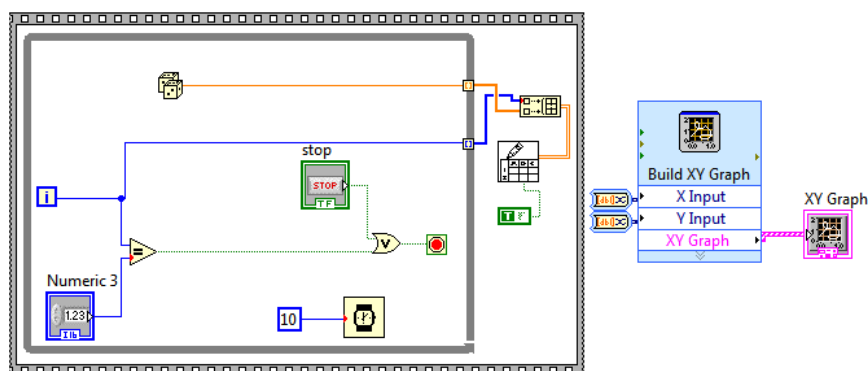 stop
STOP
TF
i
=
V
Numeric 3
1.23
I16
10
T F
Build XY Graph
X Input
Y Input
XY Graph
XY Graph